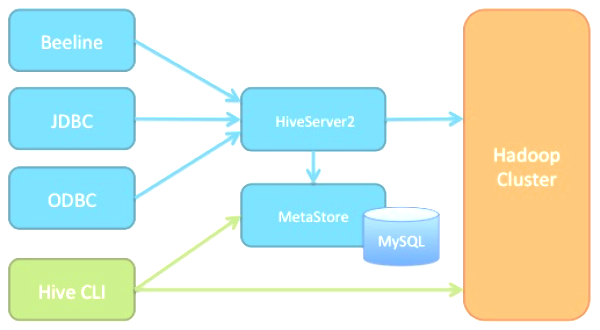 Beeline
JDBC
ODBC
Hive CLI
HiveServer2
MetaStore
MySQL
Hadoop
Cluster